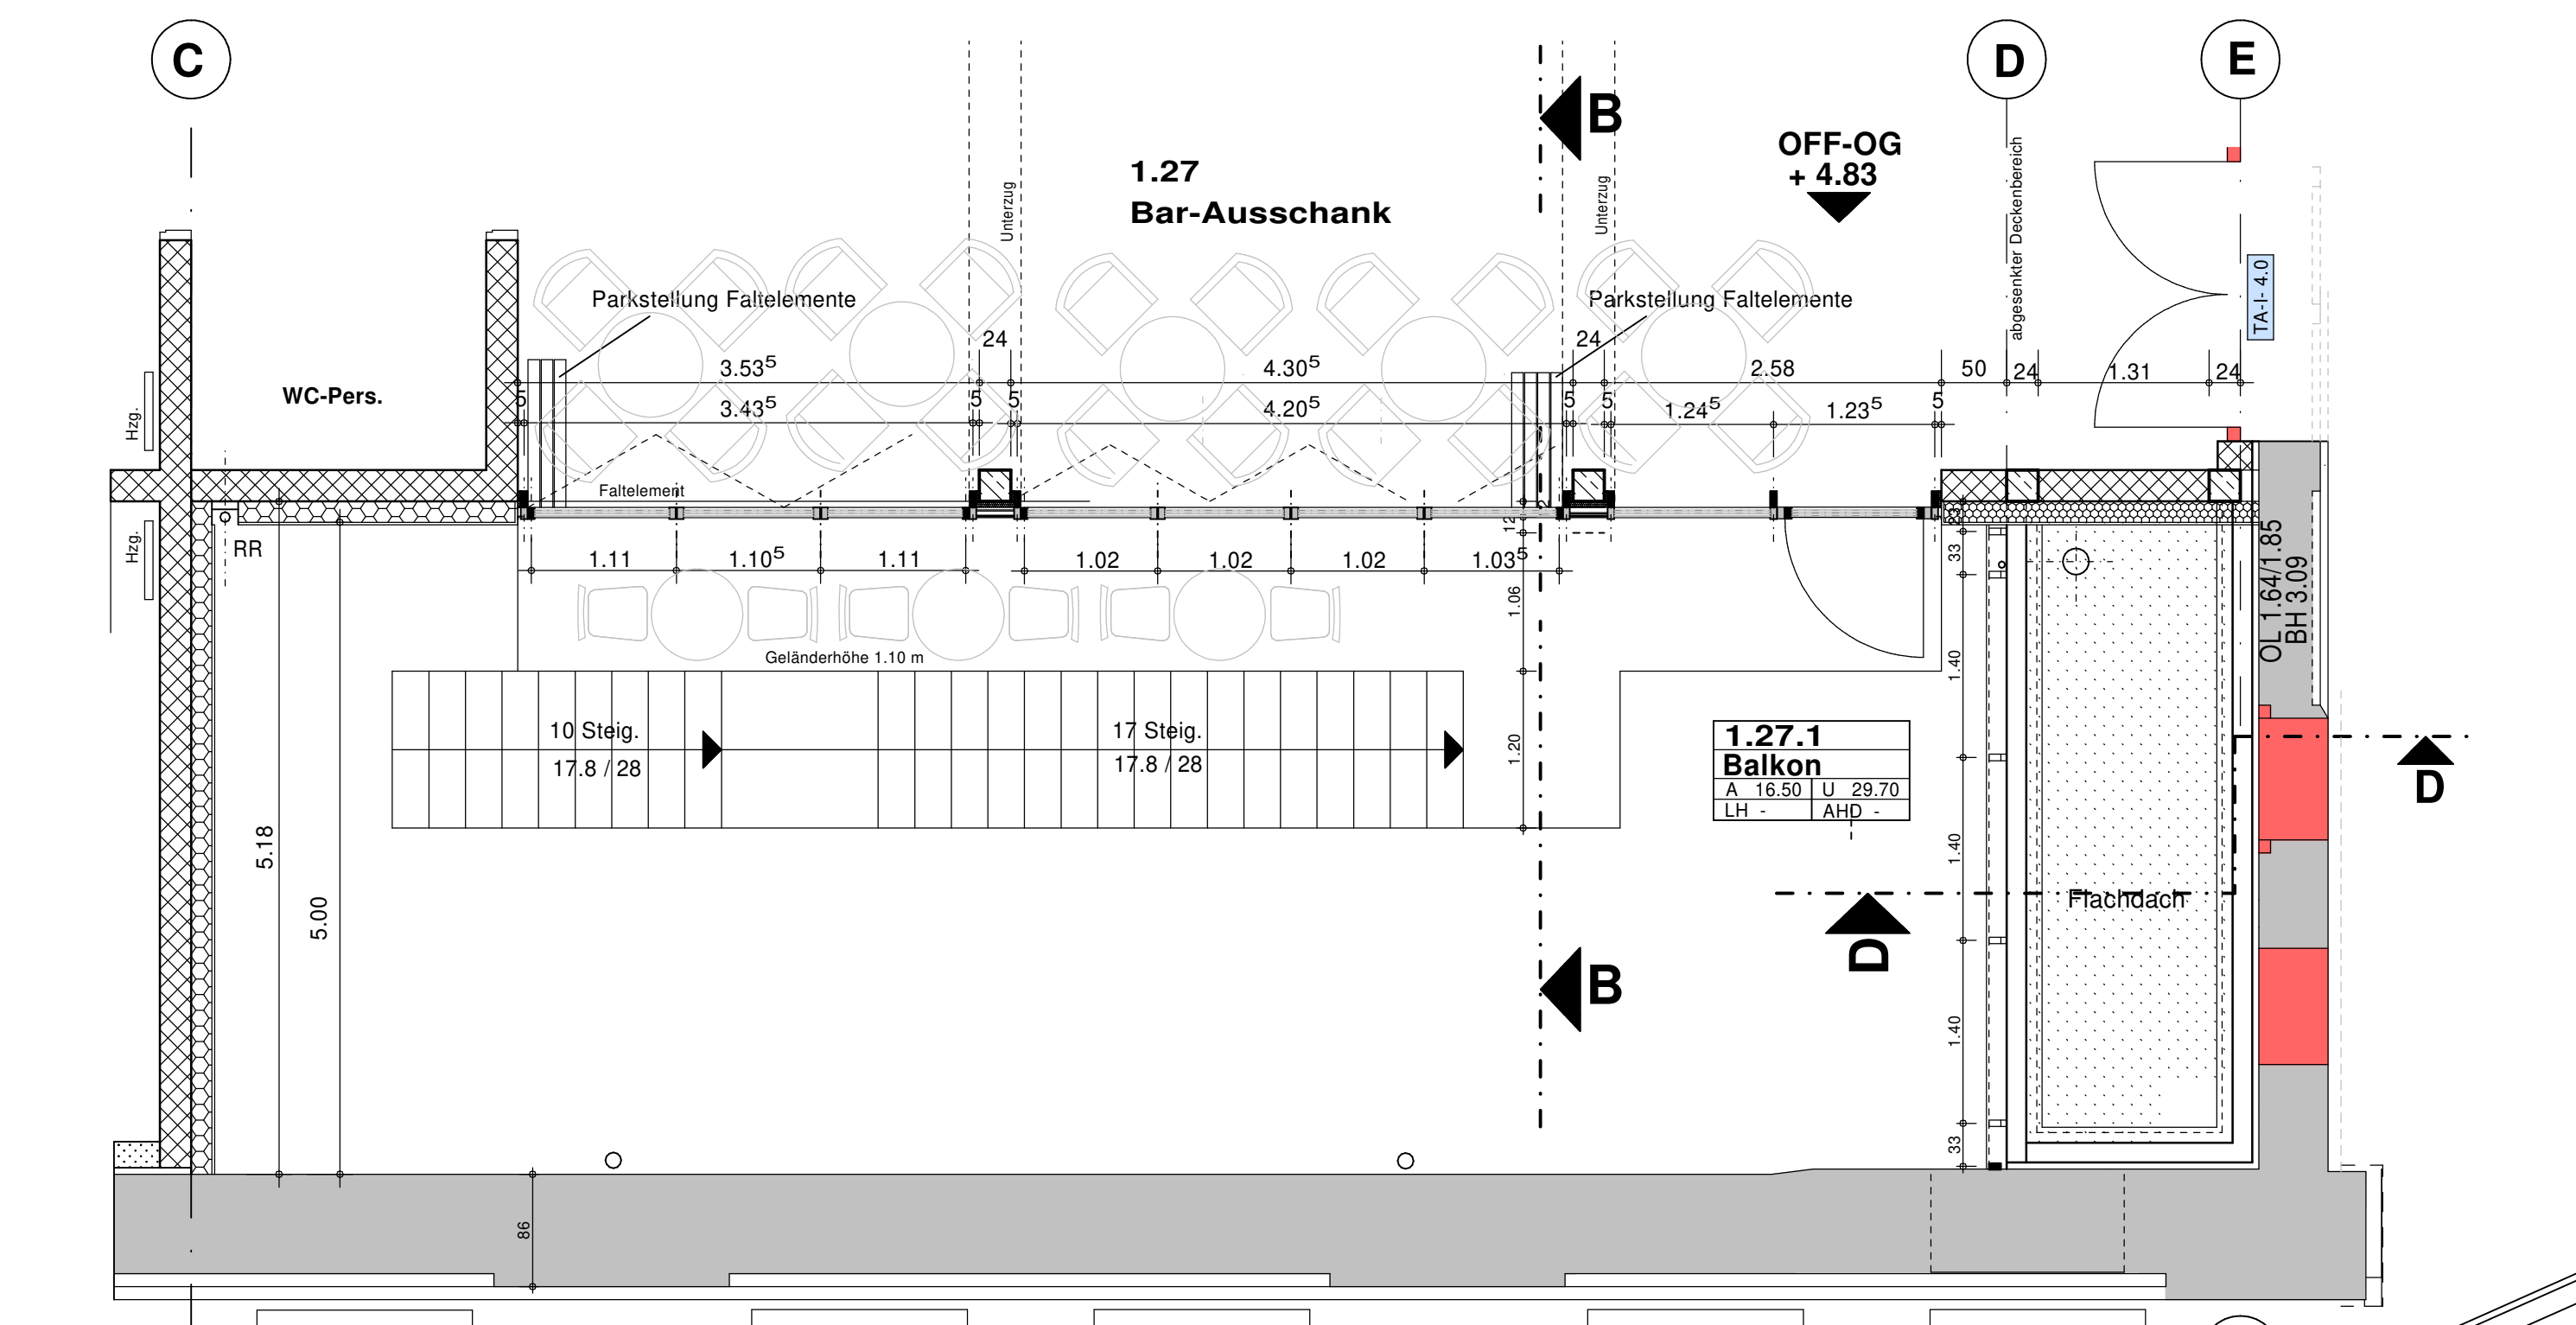 C
D
E
B
OFF-OG
+ 4.83
1.27
Bar-Ausschank
Unterzug
Unterzug
abgesenkter Deckenbereich
TA-I- 4.0
Parkstellung Faltelemente
Parkstellung Faltelemente
24
24
3.53⁵
4.30⁵
2.58
50
24
1.31
24
WC-Pers.
Hzg.
5
3.43⁵
5
5
4.20⁵
5
5
1.24⁵
1.23⁵
5
Faltelement
Hzg.
RR
12
23
33
1.11
1.10⁵
1.11
1.02
1.02
1.02
1.03⁵
1.06
OL 1.64/1.85
BH 3.09
Geländerhöhe 1.10 m
1.40
10 Steig.
17.8 / 28
17 Steig.
17.8 / 28
1.20
1.27.1
Balkon
A 16.50 U 29.70
LH - AHD -
D
5.18
5.00
1.40
Flachdach
D
B
1.40
33
86